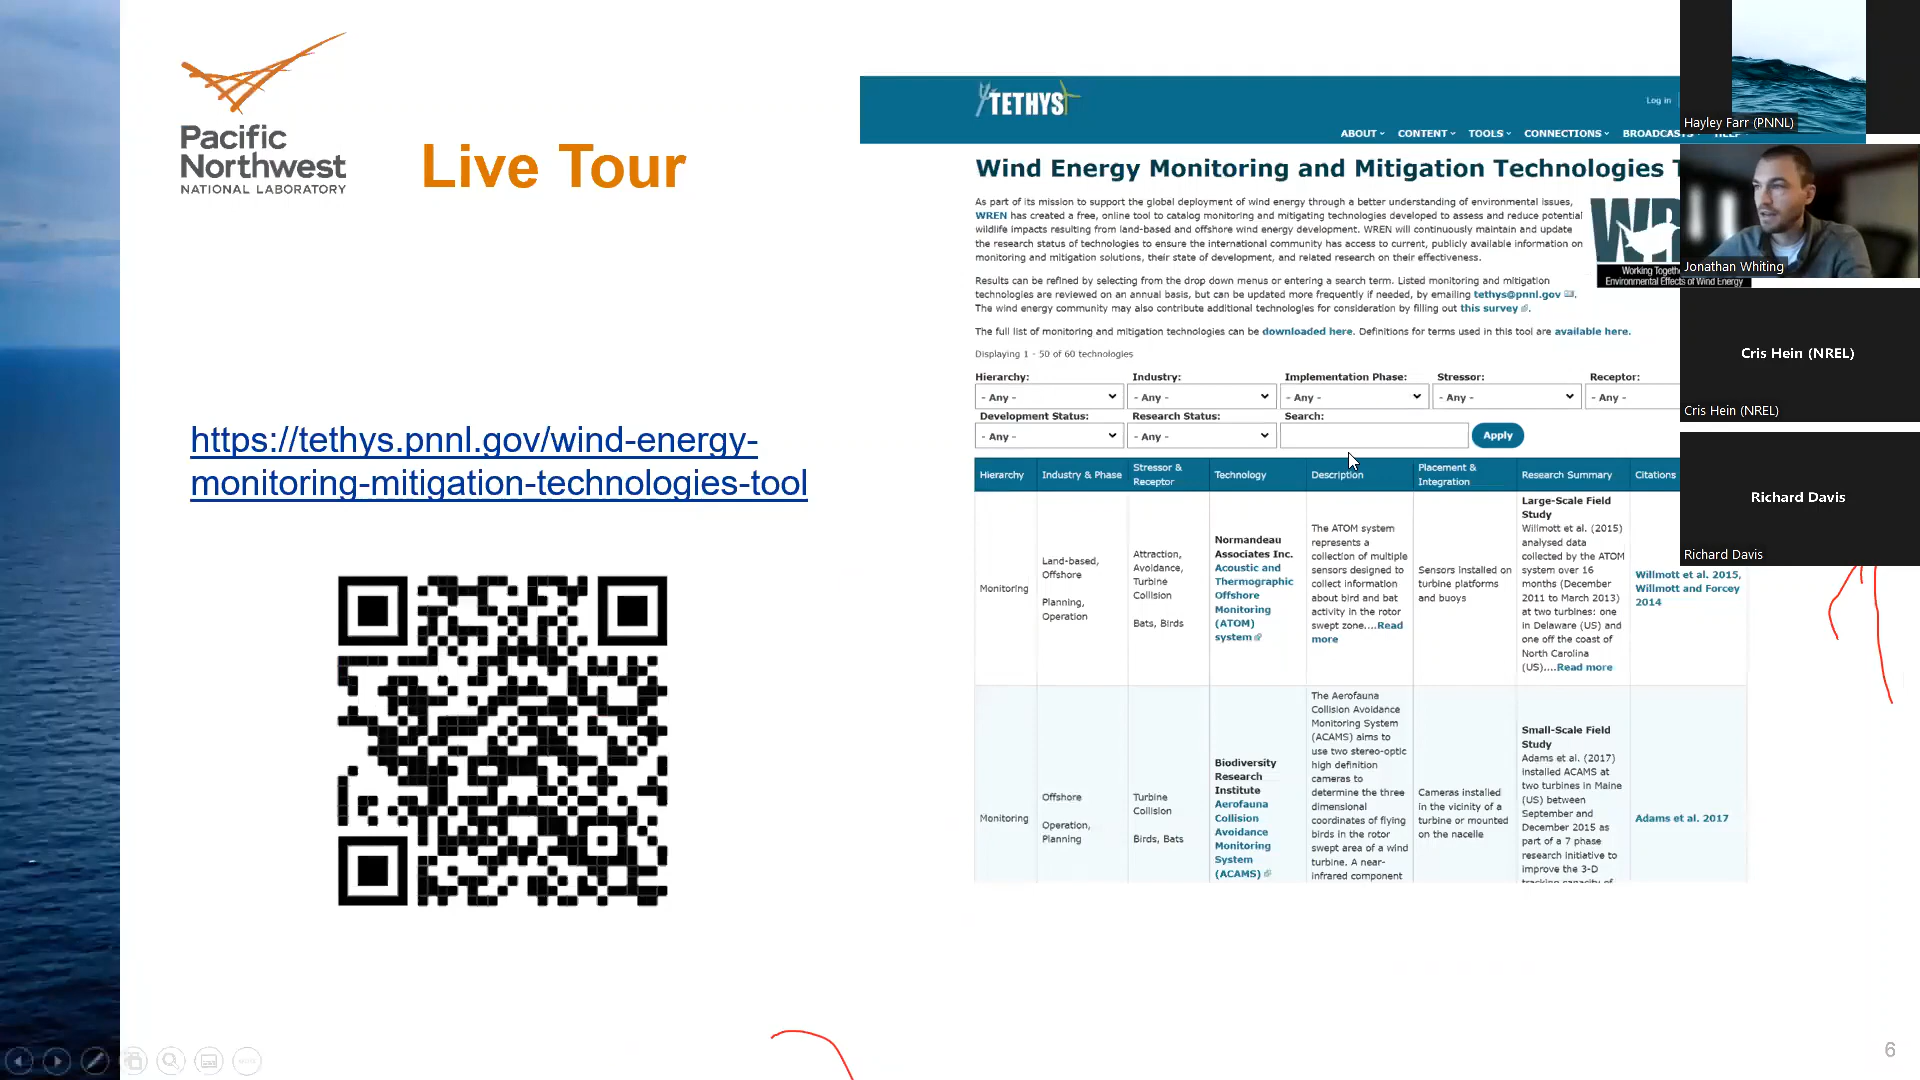 Pacific
Northwest
NATIONAL LABORATORY
Live Tour
https://tethys.pnnl.gov/wind-energy-
monitoring-mitigation-technologies-tool
TETHYS
Log in
ABOUT CONTENT TOOLS CONNECTIONS BROADCASTS HELP
Wind Energy Monitoring and Mitigation Technologies T
As part of its mission to support the global deployment of wind energy through a better understanding of environmental issues,
WREN has created a free, online tool to catalog monitoring and mitigating technologies developed to assess and reduce potential
wildlife impacts resulting from land-based and offshore wind energy development. WREN will continuously maintain and update
the research status of technologies to ensure the international community has access to current, publicly available information on
monitoring and mitigation solutions, their state of development, and related research on their effectiveness.
Results can be refined by selecting from the drop down menus or entering a search term. Listed monitoring and mitigation
technologies are reviewed on an annual basis, but can be updated more frequently if needed, by emailing tethys@pnnl.gov .
The wind energy community may also contribute additional technologies for consideration by filling out this survey .
WR
Working Togethe
Environmental Effects of Wind Energy
The full list of monitoring and mitigation technologies can be downloaded here. Definitions for terms used in this tool are available here.
Displaying 1 - 50 of 60 technologies
Hierarchy: Industry: Implementation Phase: Stressor: Receptor:
- Any - - Any - - Any - - Any - - Any -
Development Status: Research Status: Search:
- Any - - Any - Apply
Hierarchy
Industry & Phase
Stressor &
Receptor
Technology
Description
Placement &
Integration
Research Summary
Citations
Monitoring
Land-based,
Offshore
Planning,
Operation
Attraction,
Avoidance,
Turbine
Collision
Bats, Birds
Normandeau
Associates Inc.
Acoustic and
Thermographic
Offshore
Monitoring
(ATOM)
system
The ATOM system
represents a
collection of multiple
sensors designed to
collect information
about bird and bat
activity in the rotor
swept zone....Read
more
Sensors installed on
turbine platforms
and buoys
Large-Scale Field
Study
Willmott et al. (2015)
analysed data
collected by the ATOM
system over 16
months (December
2011 to March 2013)
at two turbines: one
in Delaware (US) and
one off the coast of
North Carolina
(US)....Read more
Willmott et al. 2015,
Willmott and Forcey
2014
Monitoring
Offshore
Operation,
Planning
Turbine
Collision
Birds, Bats
Biodiversity
Research
Institute
Aerofauna
Collision
Avoidance
Monitoring
System
(ACAMS)
The Aerofauna
Collision Avoidance
Monitoring System
(ACAMS) aims to
use two stereo-optic
high definition
cameras to
determine the three
dimensional
coordinates of flying
birds in the rotor
swept area of a wind
turbine. A near-
infrared component
Cameras installed
in the vicinity of a
turbine or mounted
on the nacelle
Small-Scale Field
Study
Adams et al. (2017)
installed ACAMS at
two turbines in Maine
(US) between
September and
December 2015 as
part of a 7 phase
research initiative to
improve the 3-D
tracking capacity of
Adams et al. 2017
Hayley Farr (PNNL)
Jonathan Whiting
Cris Hein (NREL)
Cris Hein (NREL)
Richard Davis
Richard Davis
6